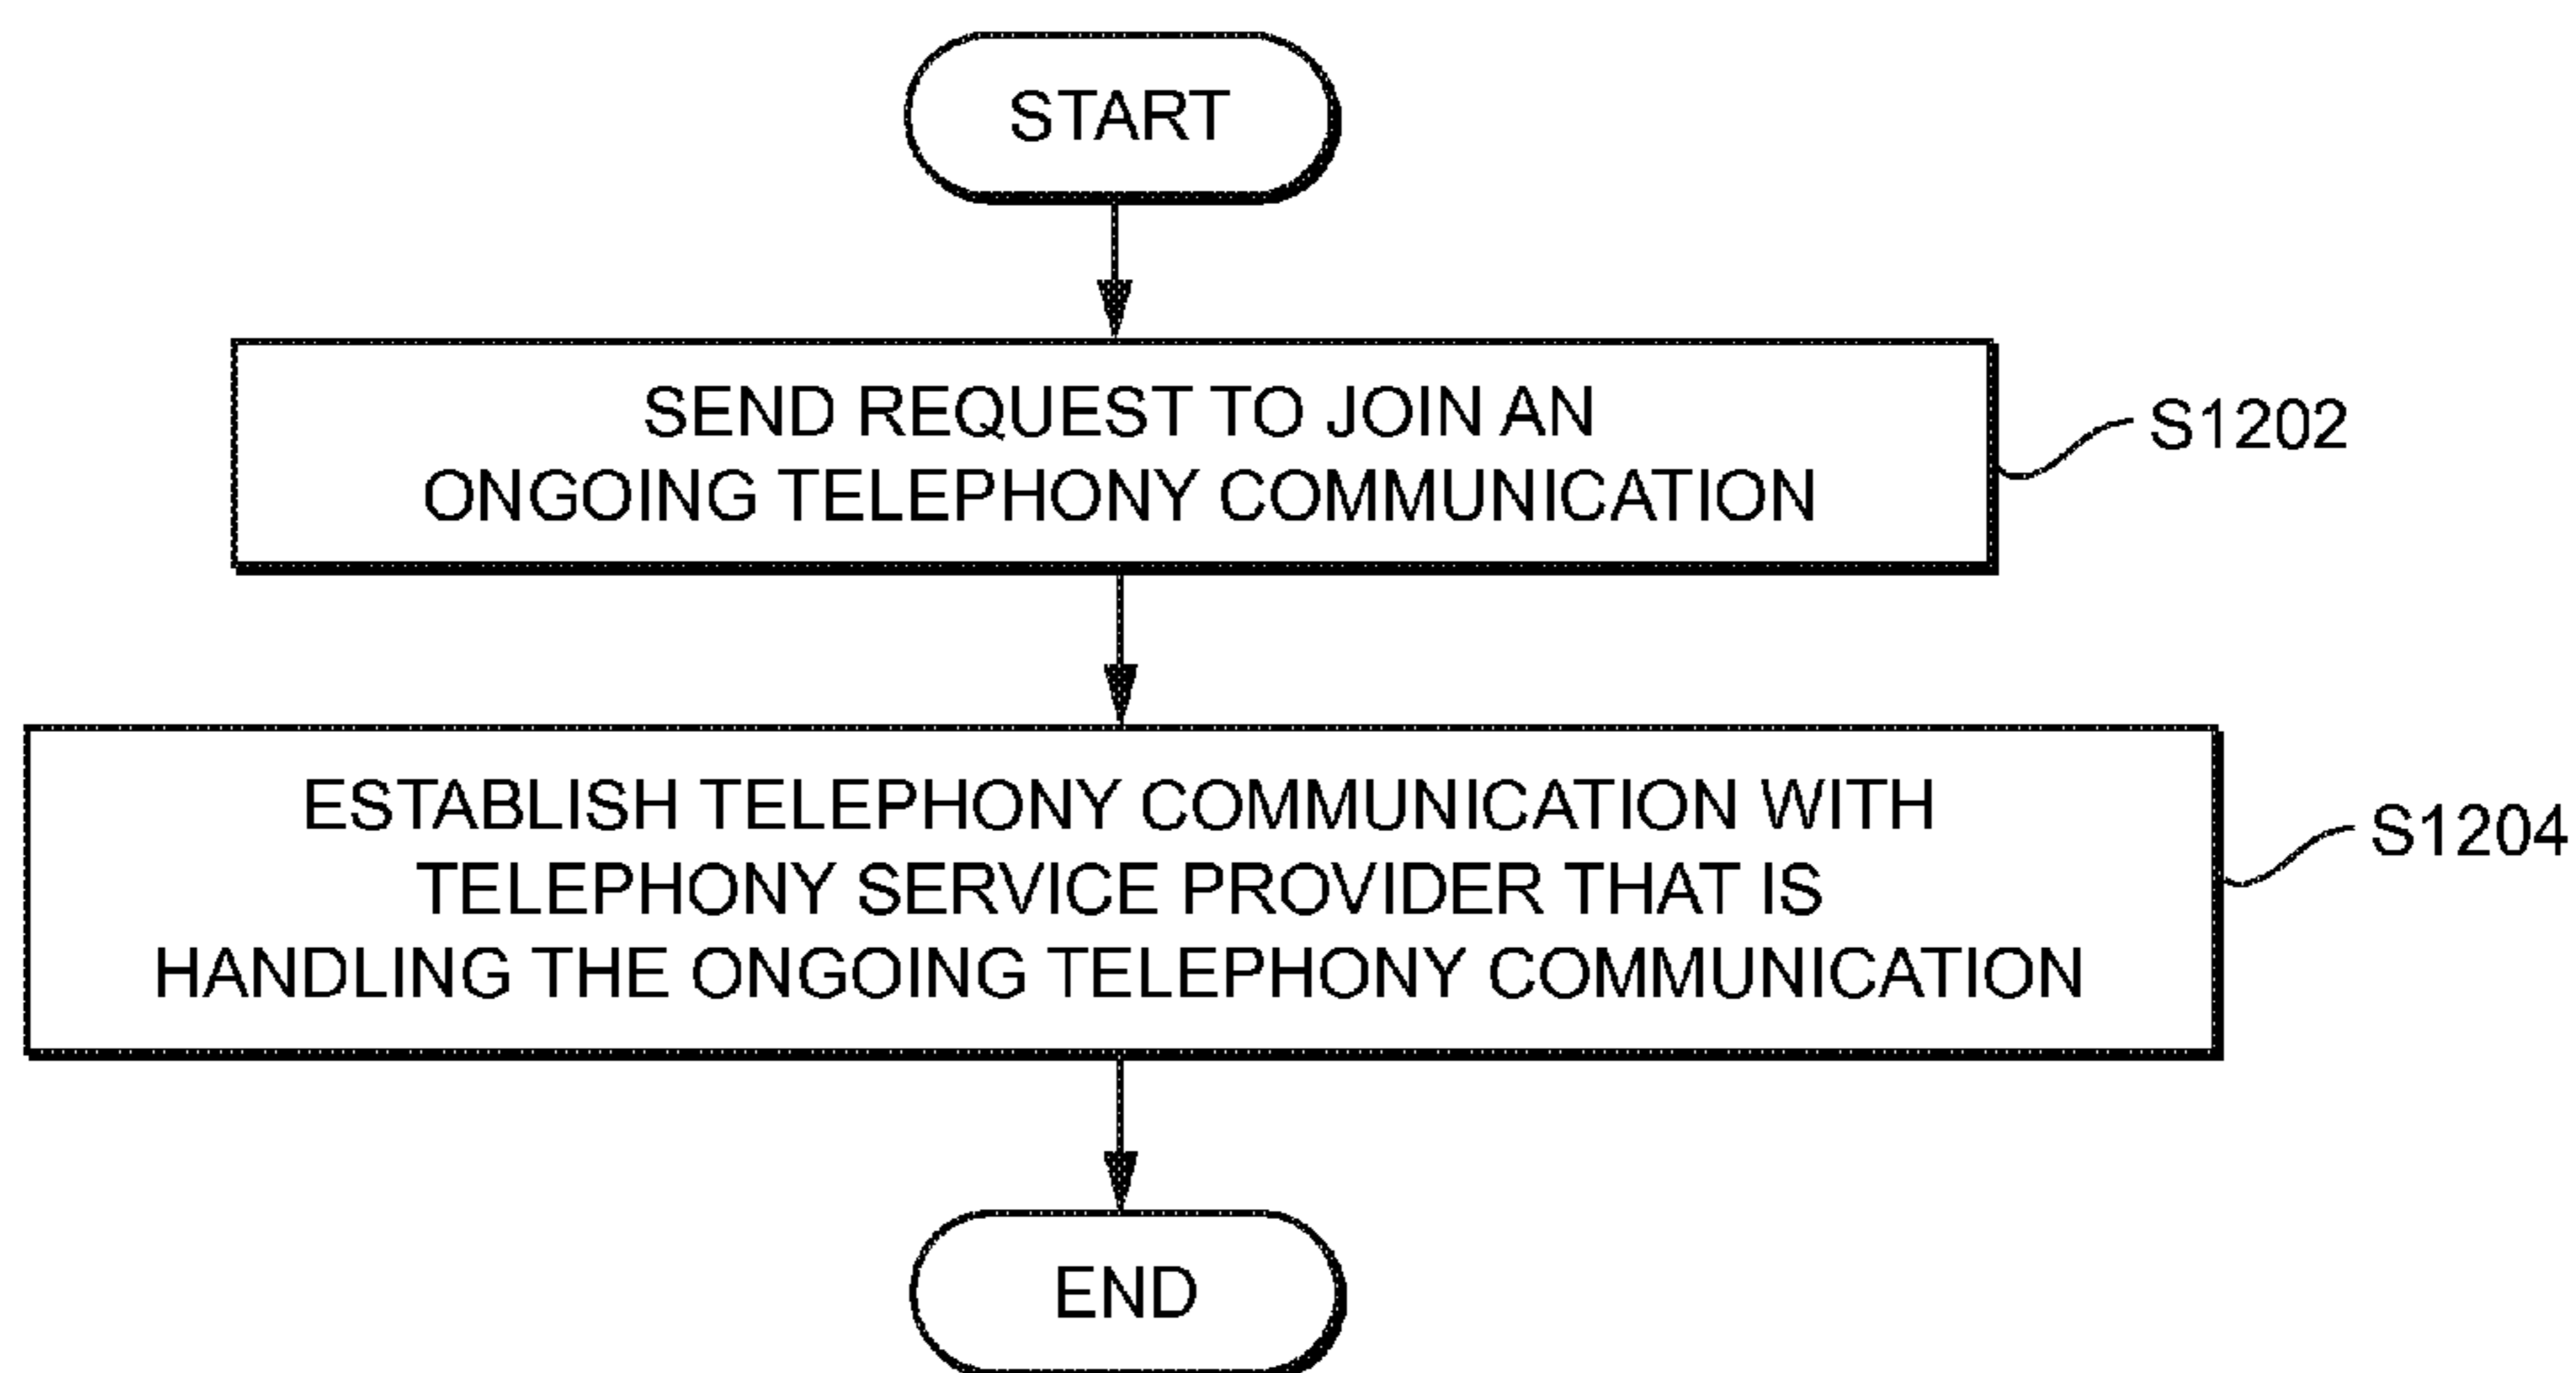 START
SEND REQUEST TO JOIN AN
ONGOING TELEPHONY COMMUNICATION
S1202
ESTABLISH TELEPHONY COMMUNICATION WITH
TELEPHONY SERVICE PROVIDER THAT IS
HANDLING THE ONGOING TELEPHONY COMMUNICATION
S1204
END